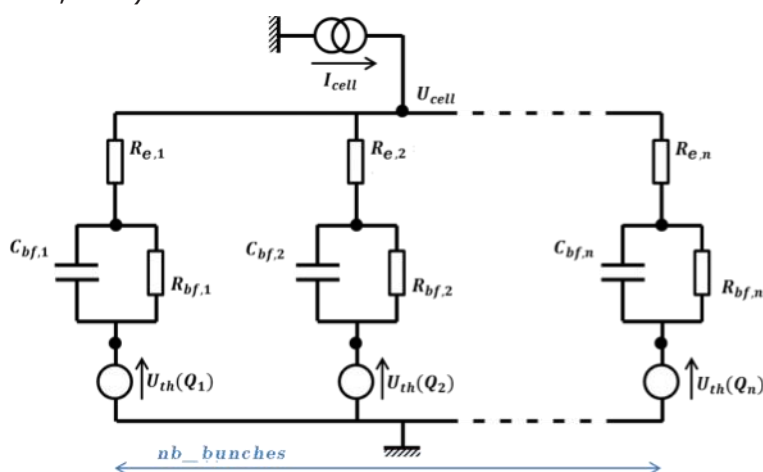 I_cell
U_cell
R_e,1 R_e,2 R_e,n
C_bf,1 C_bf,2 C_bf,n
R_bf,1 R_bf,2 R_bf,n
U_th(Q_1) U_th(Q_2) U_th(Q_n)
nb_bunches